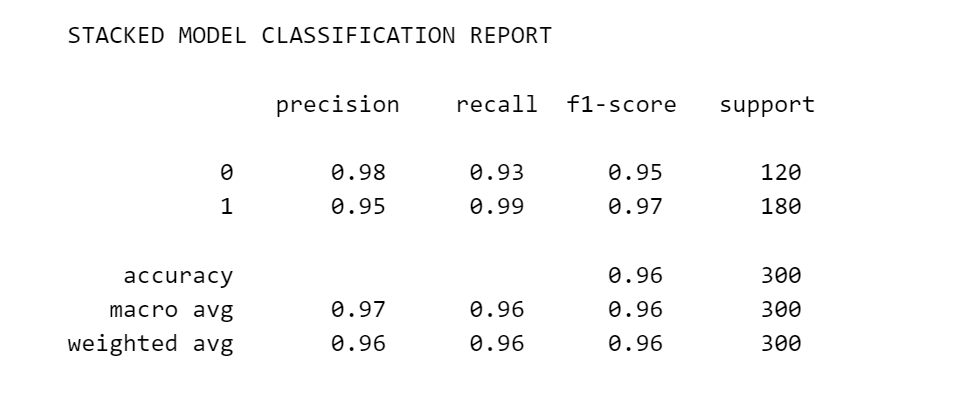 STACKED MODEL CLASSIFICATION REPORT
precision recall f1-score support
0 0.98 0.93 0.95 120
1 0.95 0.99 0.97 180
accuracy 0.96 300
macro avg 0.97 0.96 0.96 300
weighted avg 0.96 0.96 0.96 300